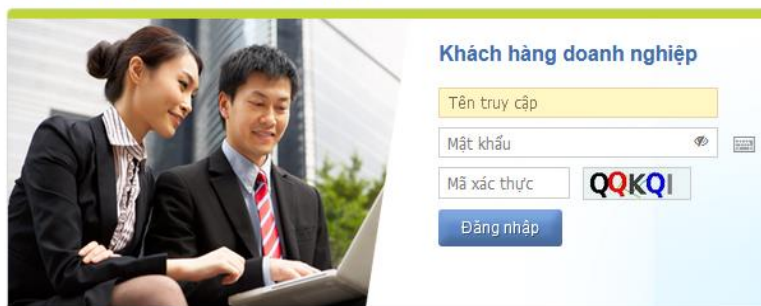 Khách hàng doanh nghiệp
Tên truy cập
Mật khẩu
Mã xác thực QQKQI
Đăng nhập